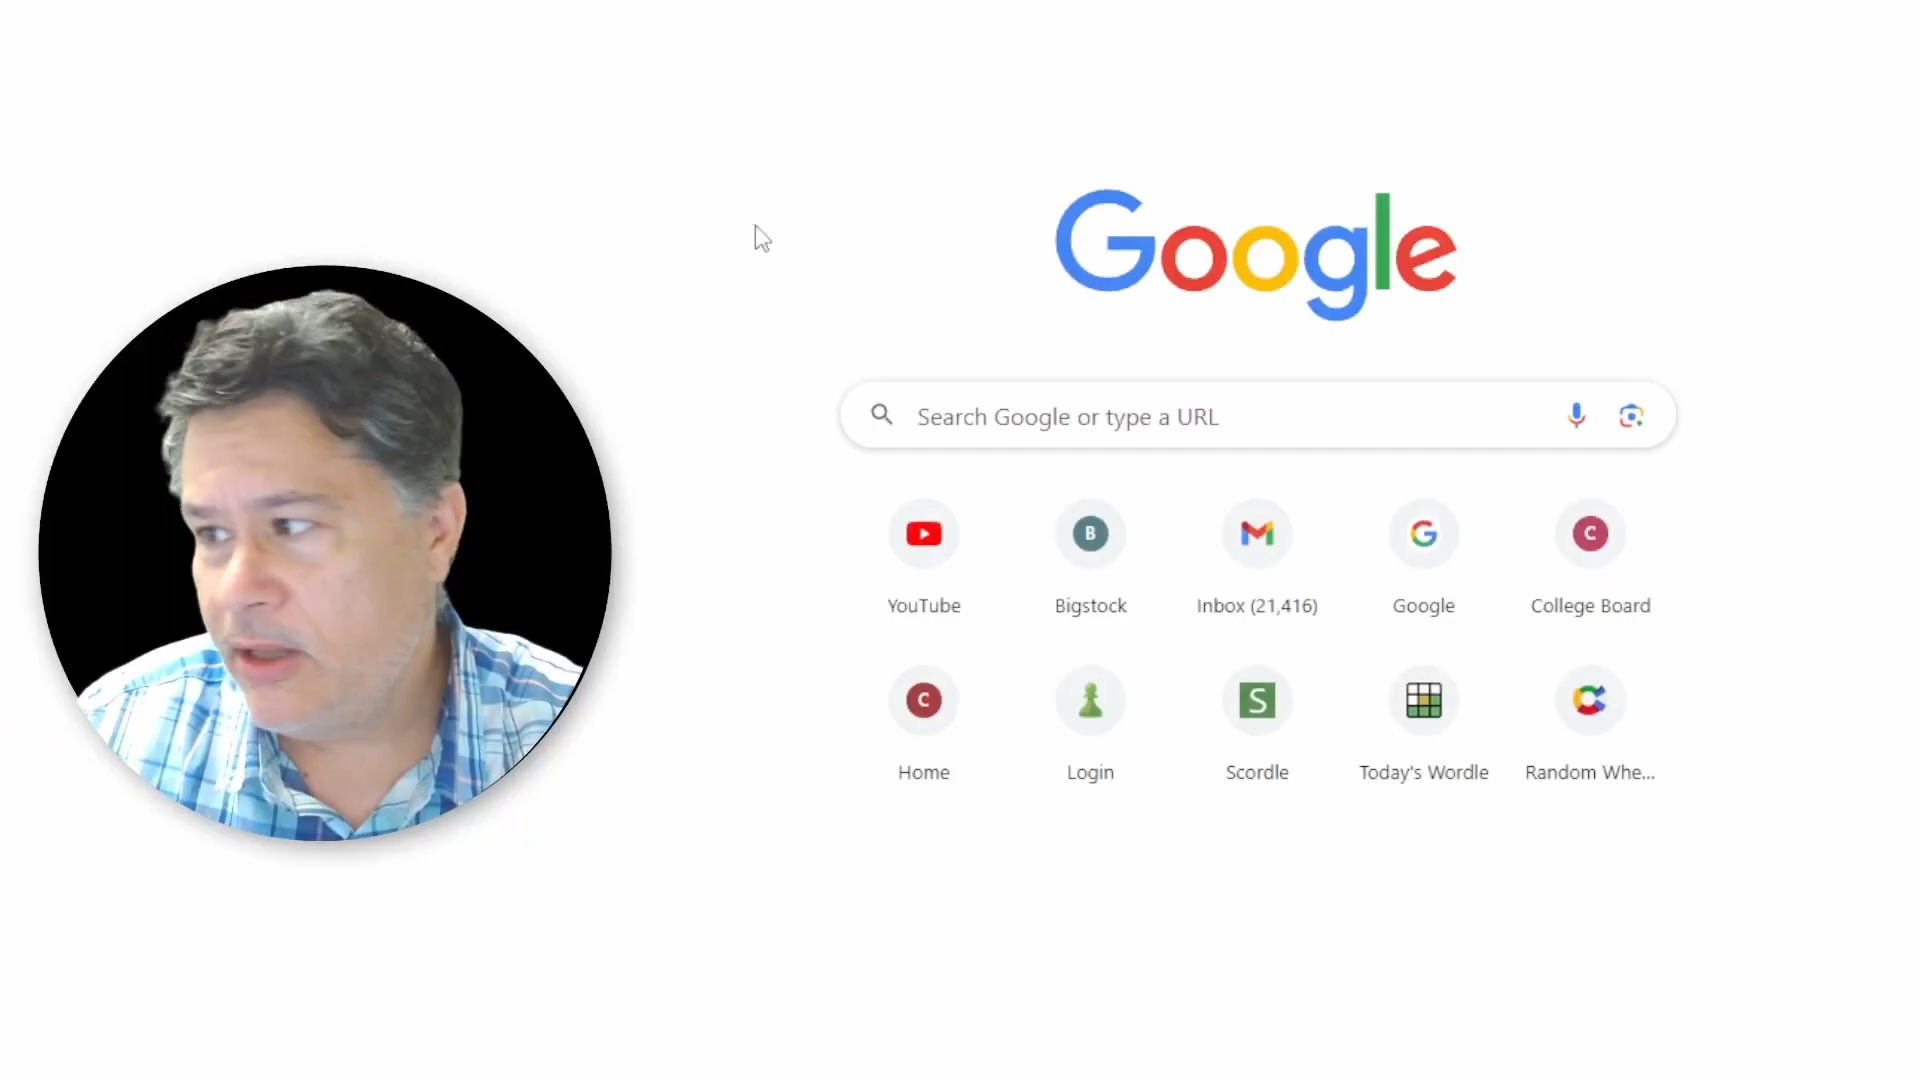 Google
Search Google or type a URL
B
C
YouTube
Bigstock
Inbox (21,416)
Google
College Board
C
S
Home
Login
Scordle
Today's Wordle
Random Whe...